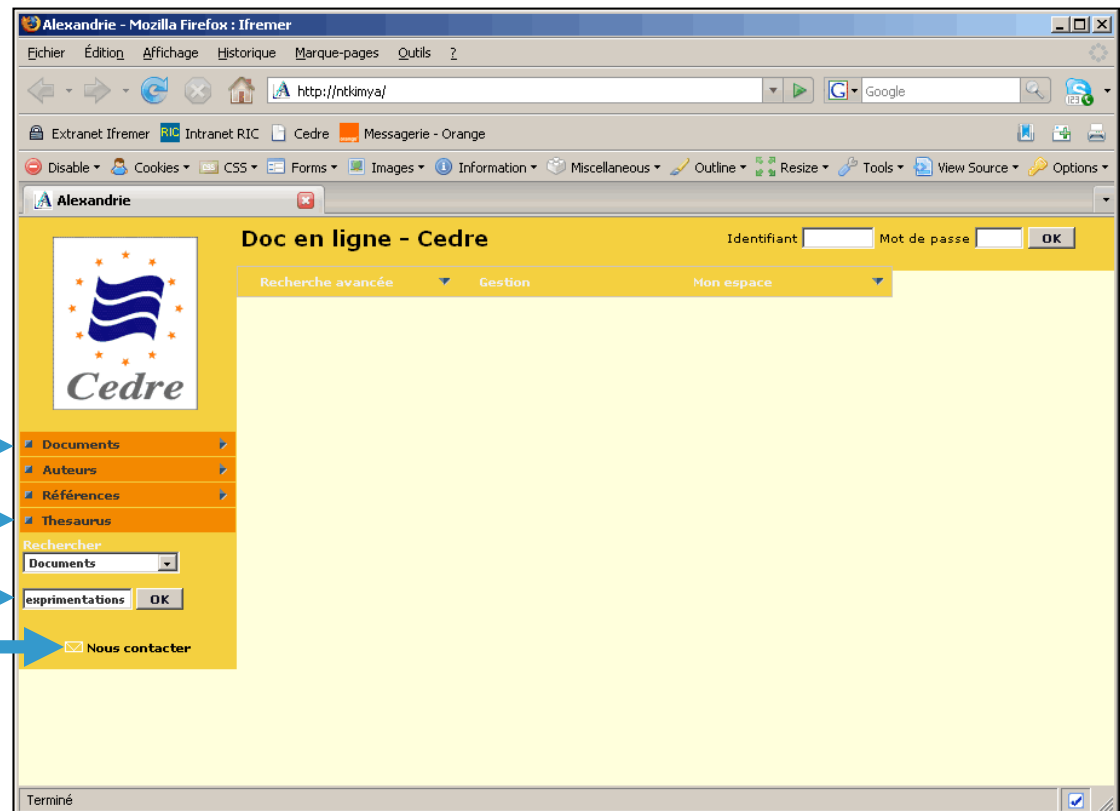 Alexandrie - Mozilla Firefox : Ifremer
Fichier Édition Affichage Historique Marque-pages Outils ?
http://ntkimya/ G Google
Extranet Ifremer RIC Intranet RIC Cedre Messagerie - Orange
Disable Cookies CSS Forms Images Information Miscellaneous Outline Resize Tools View Source Options
Alexandrie
Doc en ligne - Cedre Identifiant Mot de passe OK
Recherche avancée Gestion Mon espace
Cedre
Documents
Auteurs
Références
Thesaurus
Rechercher
Documents
exprimentations OK
Nous contacter
Terminé